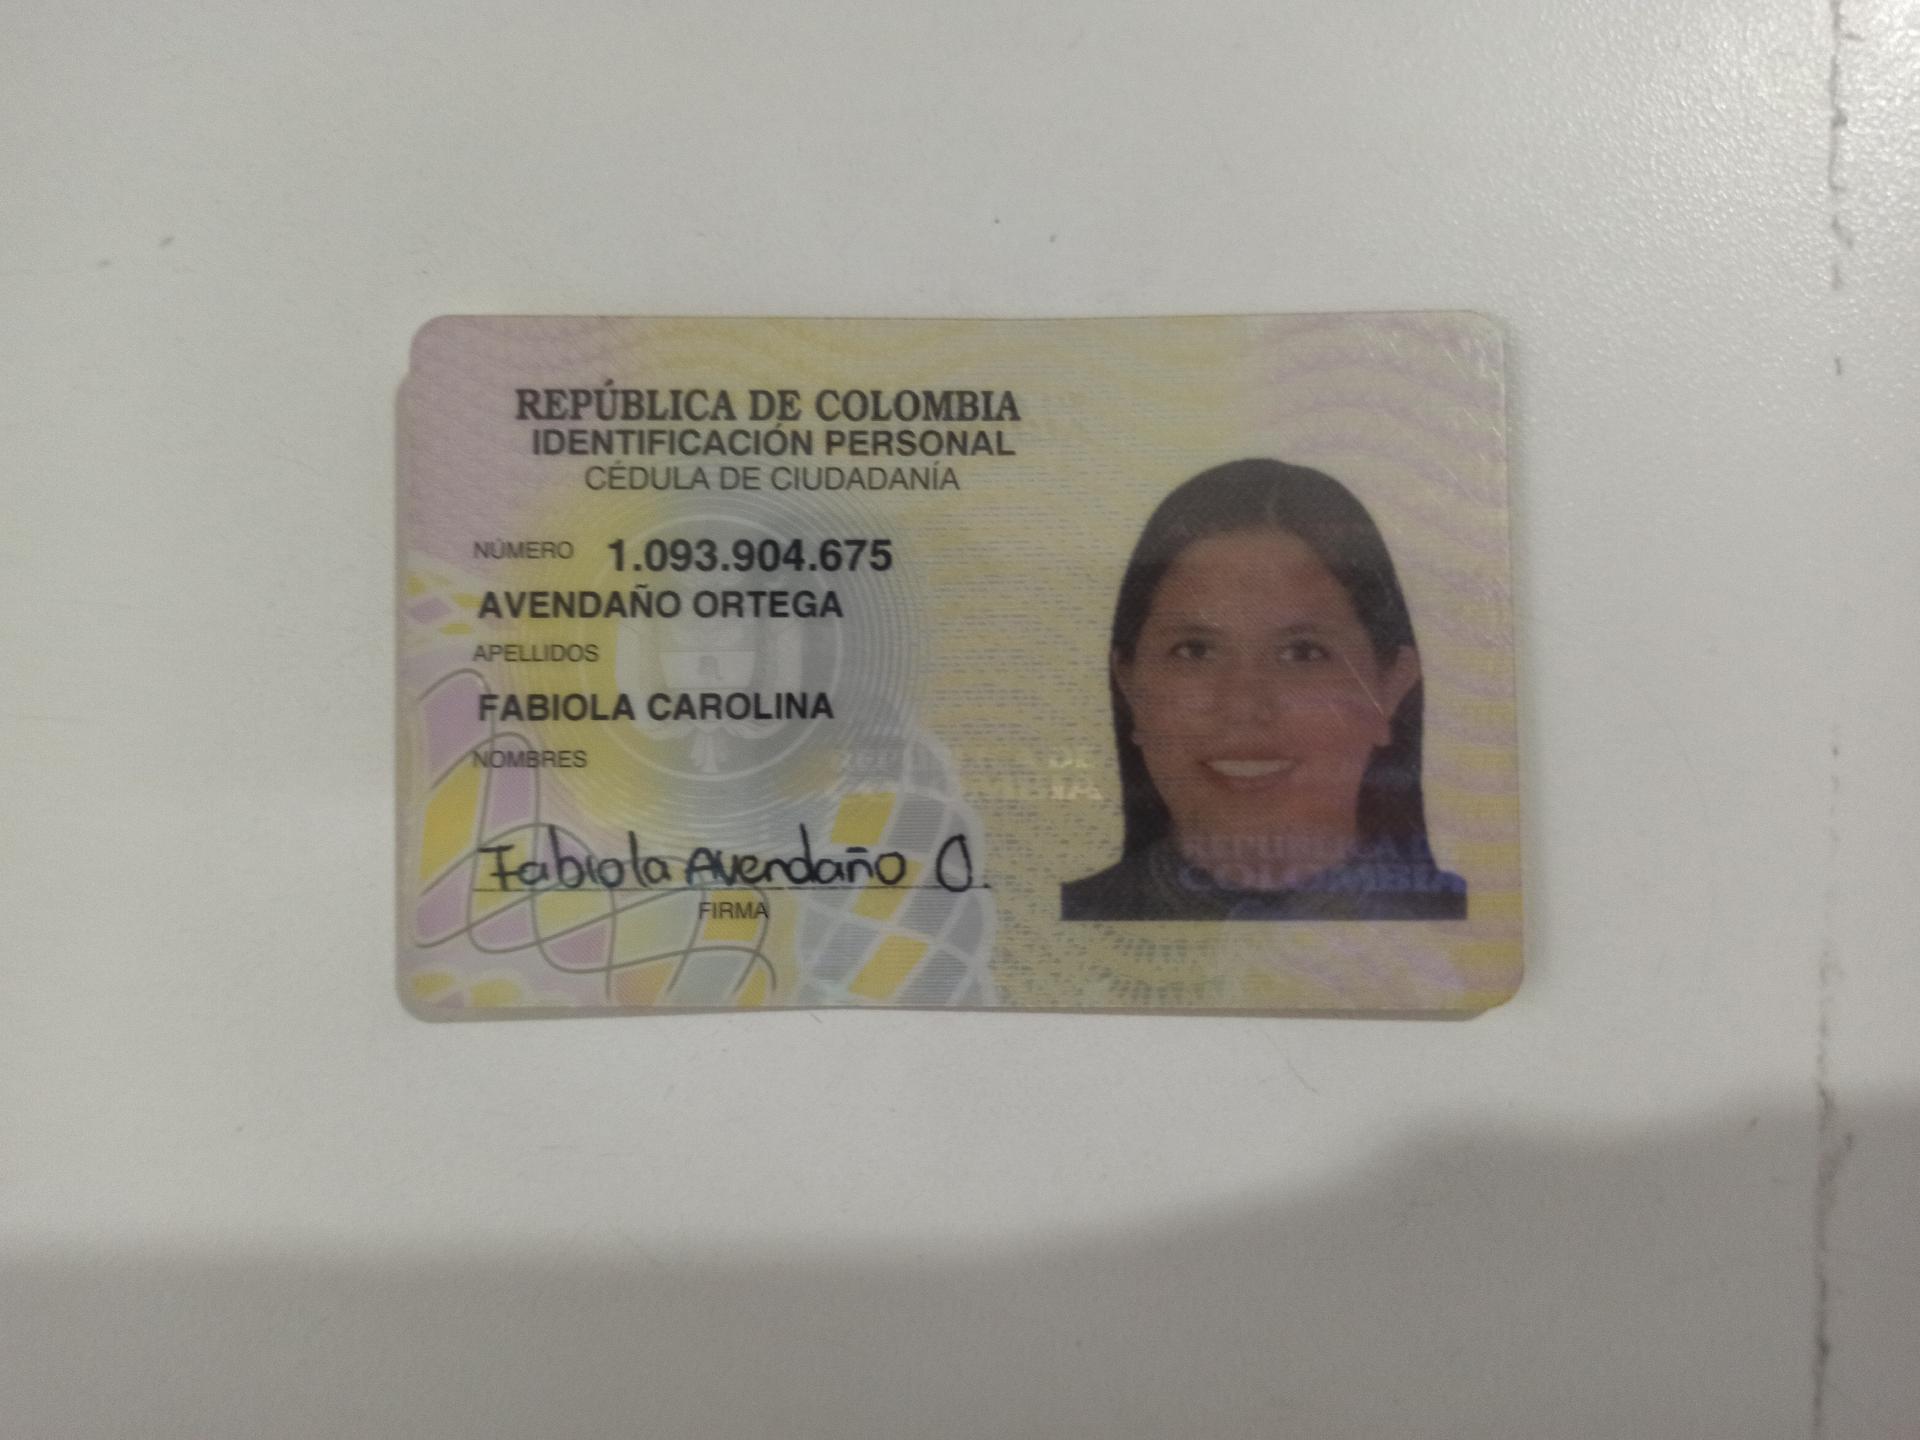 REPÚBLICA DE COLOMBIA
IDENTIFICACIÓN PERSONAL
CÉDULA DE CIUDADANÍA
NÚMERO 1.093.904.675
AVENDAÑO ORTEGA
APELLIDOS
FABIOLA CAROLINA
NOMBRES
Fabiola Avendaño O.
FIRMA
REPÚBLICA DE
COLOMBIA